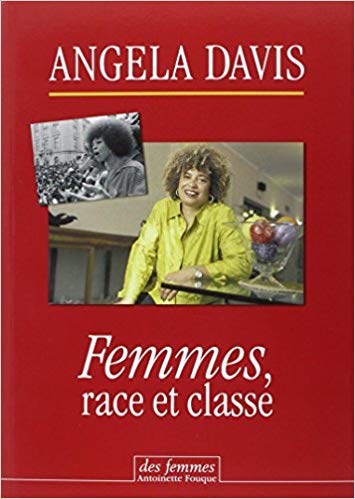 ANGELA DAVIS
Femmes,
race et classe
des femmes
Antoinette Fouque